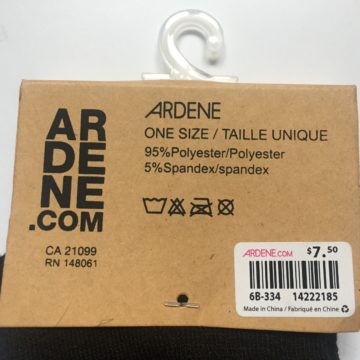 AR
DE
NE
.COM
CA 21099
RN 148061
ARDENE
ONE SIZE / TAILLE UNIQUE
95%Polyester/Polyester
5%Spandex/spandex
ARDENE.COM $7.50
6B-334 14222185
Made in China / Fabriqué en Chine